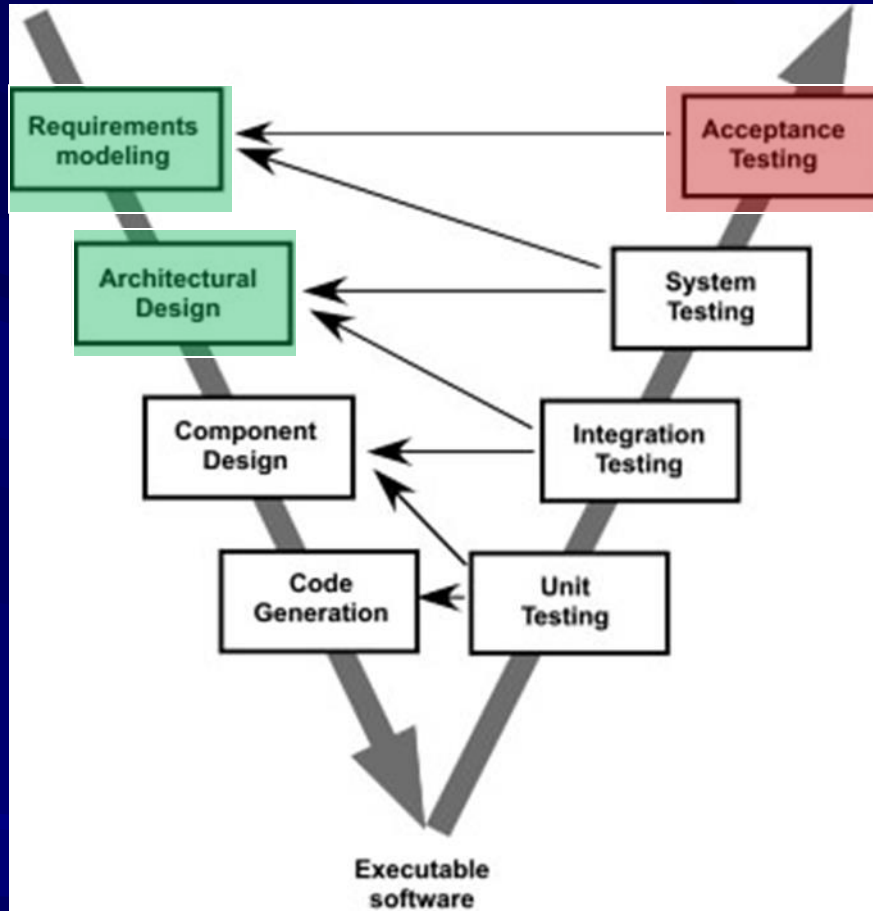 Requirements
modeling
Acceptance
Testing
Architectural
Design
System
Testing
Component
Design
Integration
Testing
Code
Generation
Unit
Testing
Executable
software